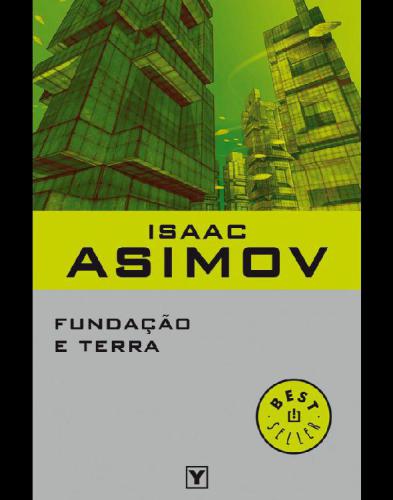 ISAAC
ASIMOV
FUNDAÇÃO
E TERRA
BEST
SELLER
Y